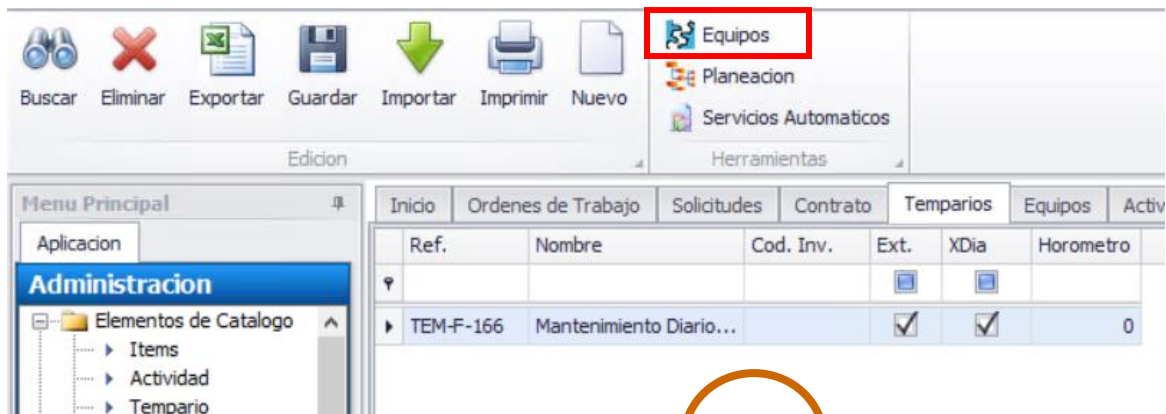 Equipos
Planeacion
Buscar Eliminar Exportar Guardar Importar Imprimir Nuevo
Servicios Automaticos
Edicion Herramientas
Menu Principal
Inicio Ordenes de Trabajo Solicitudes Contrato Temparios Equipos Activ
Aplicacion
Ref. Nombre Cod. Inv. Ext. XDia Horometro
Administracion
Elementos de Catalogo
TEM-F-166 Mantenimiento Diario... 0
Items
Actividad
Tempario